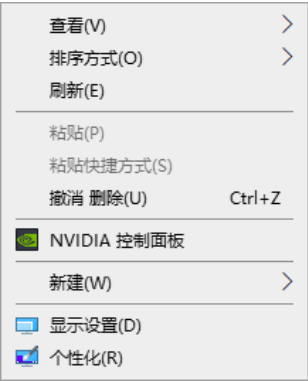 查看(V)
排序方式(O)
刷新(E)
粘贴(P)
粘贴快捷方式(S)
撤消 删除(U) Ctrl+Z
NVIDIA 控制面板
新建(W)
显示设置(D)
个性化(R)